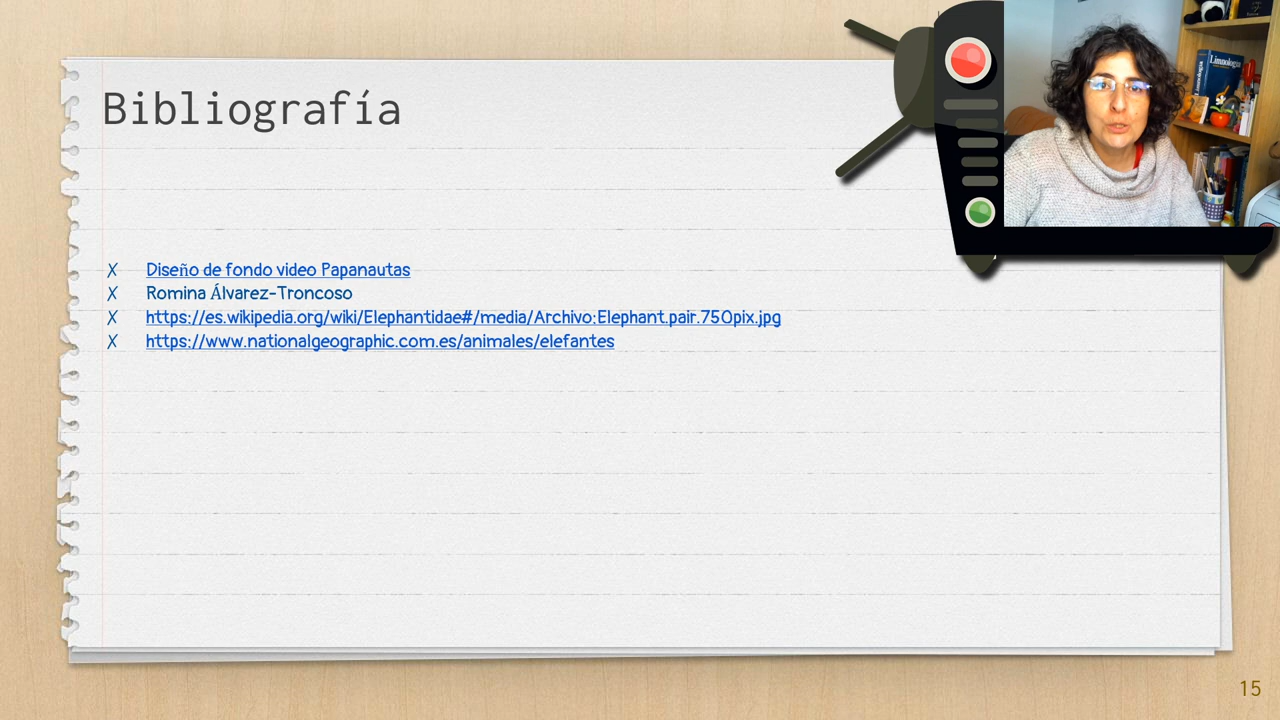 Bibliografía
Limnología
X Diseño de fondo video Papanautas
X Romina Álvarez-Troncoso
X https://es.wikipedia.org/wiki/Elephantidae#/media/Archivo:Elephant.pair.750pix.jpg
X https://www.nationalgeographic.com.es/animales/elefantes
15